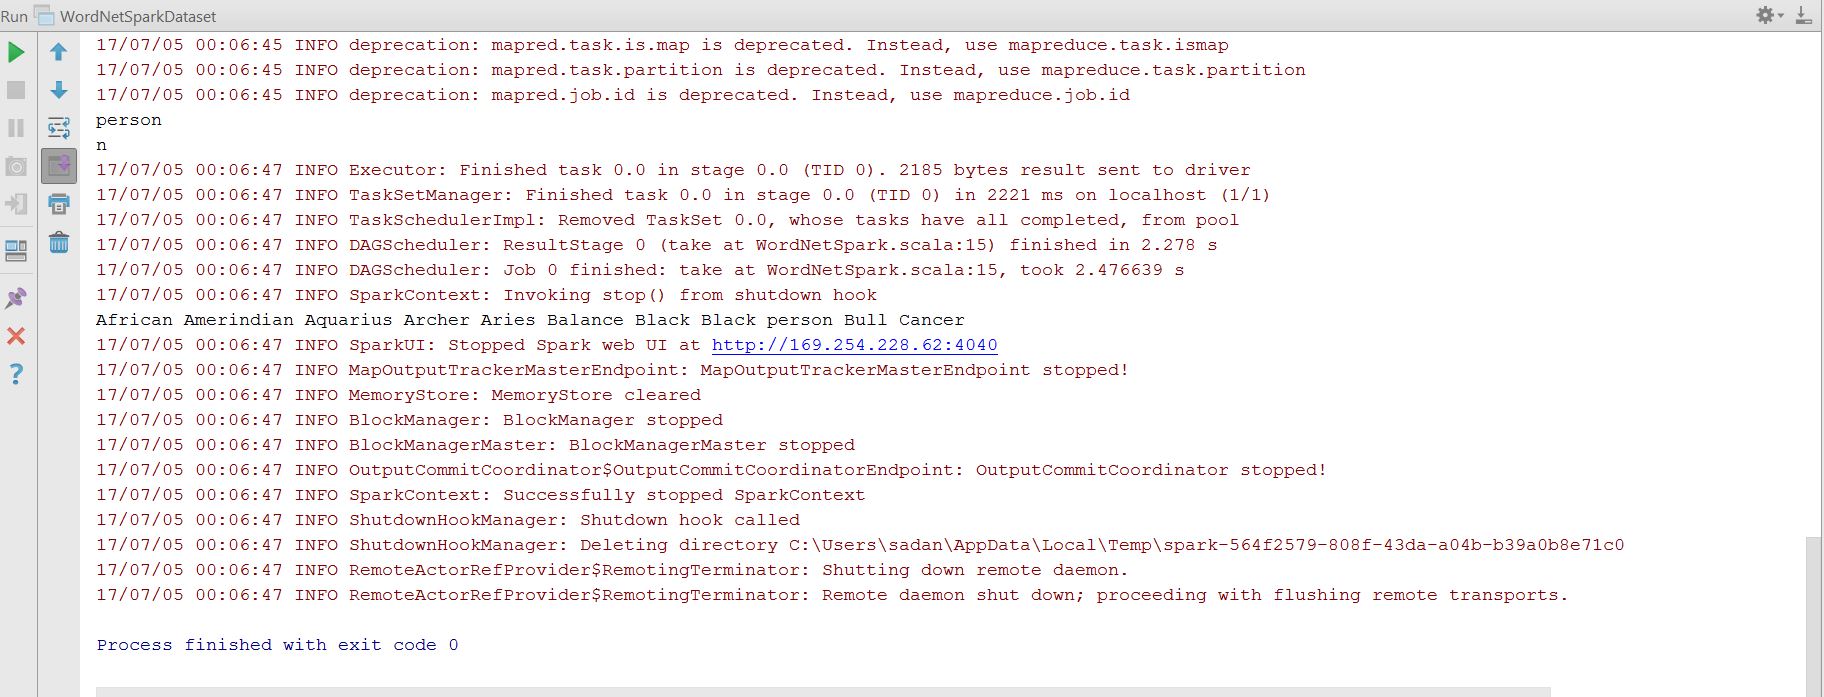 Run WordNetSparkDataset
17/07/05 00:06:45 INFO deprecation: mapred.task.is.map is deprecated. Instead, use mapreduce.task.ismap
17/07/05 00:06:45 INFO deprecation: mapred.task.partition is deprecated. Instead, use mapreduce.task.partition
17/07/05 00:06:45 INFO deprecation: mapred.job.id is deprecated. Instead, use mapreduce.job.id
person
n
17/07/05 00:06:47 INFO Executor: Finished task 0.0 in stage 0.0 (TID 0). 2185 bytes result sent to driver
17/07/05 00:06:47 INFO TaskSetManager: Finished task 0.0 in stage 0.0 (TID 0) in 2221 ms on localhost (1/1)
17/07/05 00:06:47 INFO TaskSchedulerImpl: Removed TaskSet 0.0, whose tasks have all completed, from pool
17/07/05 00:06:47 INFO DAGScheduler: ResultStage 0 (take at WordNetSpark.scala:15) finished in 2.278 s
17/07/05 00:06:47 INFO DAGScheduler: Job 0 finished: take at WordNetSpark.scala:15, took 2.476639 s
17/07/05 00:06:47 INFO SparkContext: Invoking stop() from shutdown hook
African Amerindian Aquarius Archer Aries Balance Black Black person Bull Cancer
17/07/05 00:06:47 INFO SparkUI: Stopped Spark web UI at http://169.254.228.62:4040
17/07/05 00:06:47 INFO MapOutputTrackerMasterEndpoint: MapOutputTrackerMasterEndpoint stopped!
17/07/05 00:06:47 INFO MemoryStore: MemoryStore cleared
17/07/05 00:06:47 INFO BlockManager: BlockManager stopped
17/07/05 00:06:47 INFO BlockManagerMaster: BlockManagerMaster stopped
17/07/05 00:06:47 INFO OutputCommitCoordinator$OutputCommitCoordinatorEndpoint: OutputCommitCoordinator stopped!
17/07/05 00:06:47 INFO SparkContext: Successfully stopped SparkContext
17/07/05 00:06:47 INFO ShutdownHookManager: Shutdown hook called
17/07/05 00:06:47 INFO ShutdownHookManager: Deleting directory C:\Users\sadan\AppData\Local\Temp\spark-564f2579-808f-43da-a04b-b39a0b8e71c0
17/07/05 00:06:47 INFO RemoteActorRefProvider$RemotingTerminator: Shutting down remote daemon.
17/07/05 00:06:47 INFO RemoteActorRefProvider$RemotingTerminator: Remote daemon shut down; proceeding with flushing remote transports.
Process finished with exit code 0